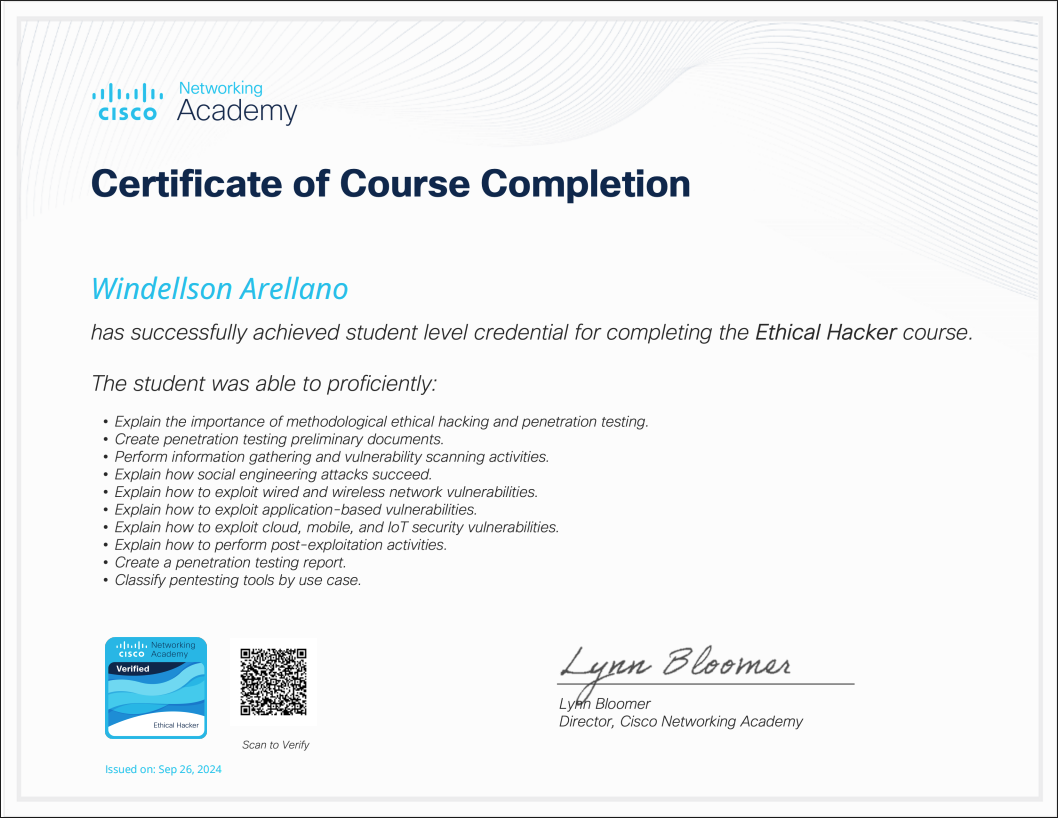 Networking
CISCO Academy
Certificate of Course Completion
Windellson Arellano
has successfully achieved student level credential for completing the Ethical Hacker course.
The student was able to proficiently:
• Explain the importance of methodological ethical hacking and penetration testing.
• Create penetration testing preliminary documents.
• Perform information gathering and vulnerability scanning activities.
• Explain how social engineering attacks succeed.
• Explain how to exploit wired and wireless network vulnerabilities.
• Explain how to exploit application-based vulnerabilities.
• Explain how to exploit cloud, mobile, and IoT security vulnerabilities.
• Explain how to perform post-exploitation activities.
• Create a penetration testing report.
• Classify pentesting tools by use case.
Networking
CISCO Academy
Verified
Ethical Hacker
Scan to Verify
Issued on: Sep 26, 2024
Lynn Bloomer
Lynn Bloomer
Director, Cisco Networking Academy